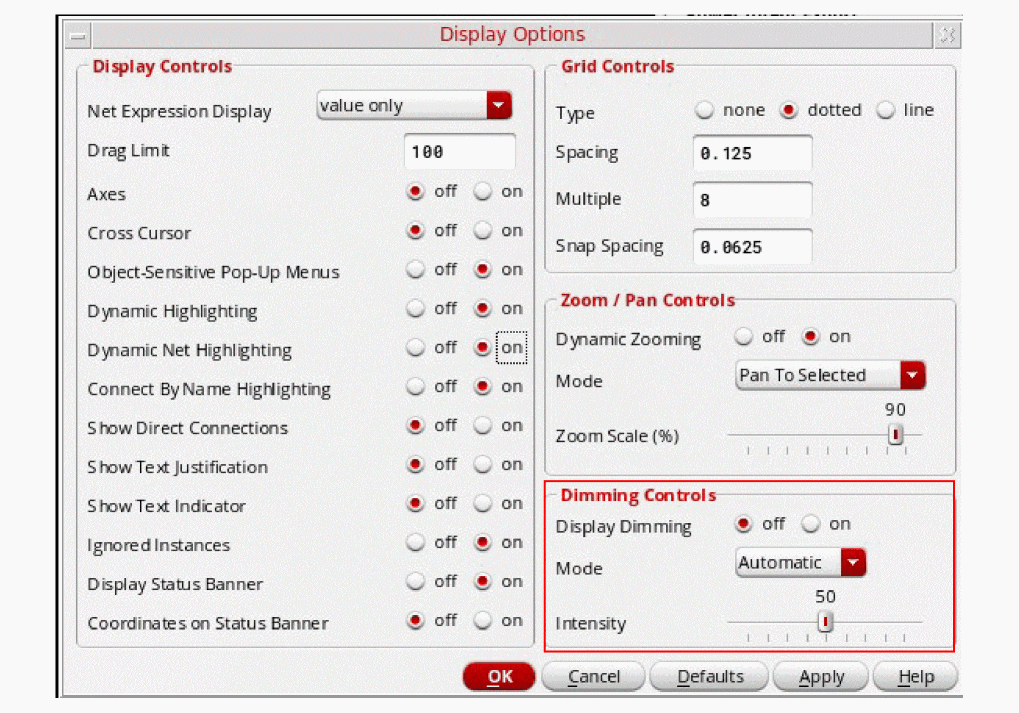 Display Options
Display Controls
Net Expression Display value only
Drag Limit 100
Axes off on
Cross Cursor off on
Object-Sensitive Pop-Up Menus off on
Dynamic Highlighting off on
Dynamic Net Highlighting off on
Connect By Name Highlighting off on
Show Direct Connections off on
Show Text Justification off on
Show Text Indicator off on
Ignored Instances off on
Display Status Banner off on
Coordinates on Status Banner off on
Grid Controls
Type none dotted line
Spacing 0.125
Multiple 8
Snap Spacing 0.0625
Zoom / Pan Controls
Dynamic Zooming off on
Mode Pan To Selected
90
Zoom Scale (%)
Dimming Controls
Display Dimming off on
Mode Automatic
50
Intensity
OK Cancel Defaults Apply Help